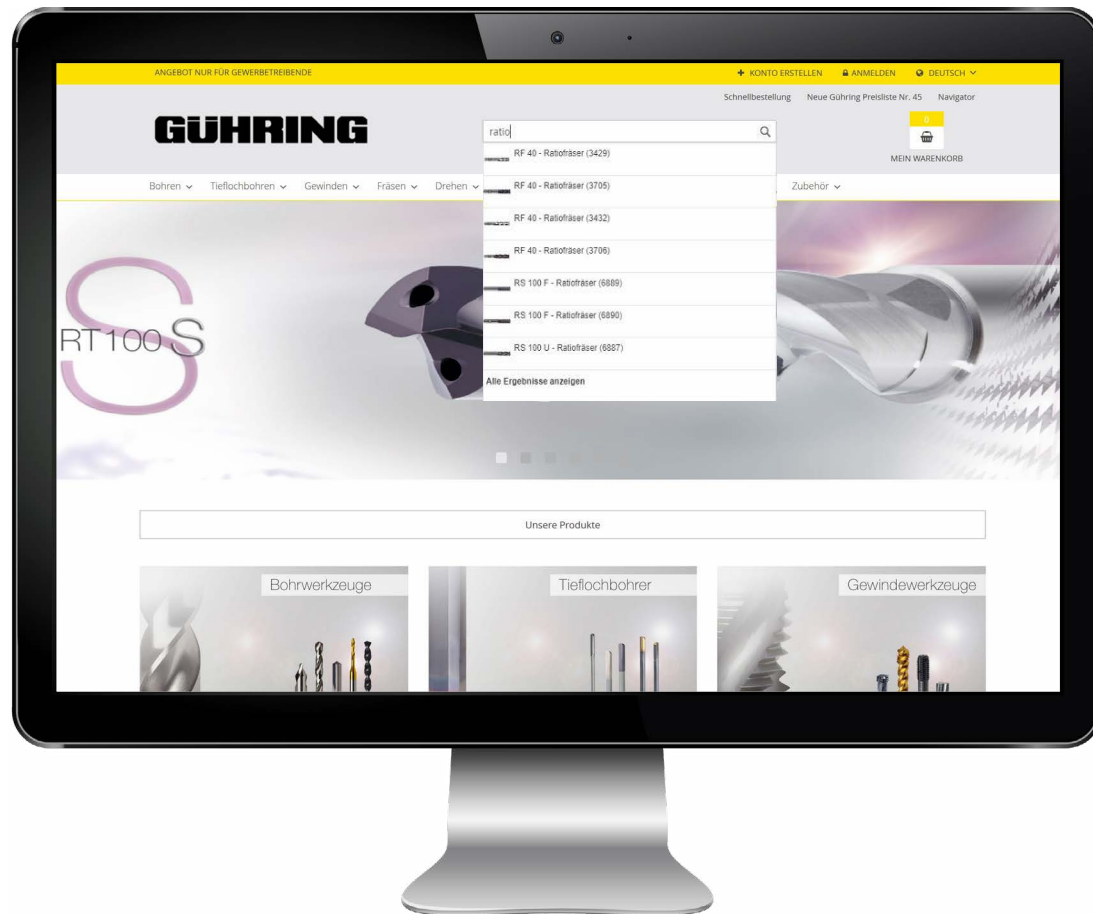 ANGEBOT NUR FÜR GEWERBETREIBENDE
KONTO ERSTELLEN ANMELDEN DEUTSCH
Schnellbestellung Neue Gühring Preisliste Nr. 45 Navigator
GÜHRING
ratio
0
MEIN WARENKORB
RF 40 - Ratiofräser (3429)
Bohren Tieflochbohren Gewinden Fräsen Drehen Zubehör
RF 40 - Ratiofräser (3705)
RF 40 - Ratiofräser (3432)
RF 40 - Ratiofräser (3706)
RS 100 F - Ratiofräser (6889)
RS 100 F - Ratiofräser (6890)
RS 100 U - Ratiofräser (6887)
Alle Ergebnisse anzeigen
S
RT100 S
Unsere Produkte
Bohrwerkzeuge Tieflochbohrer Gewindewerkzeuge